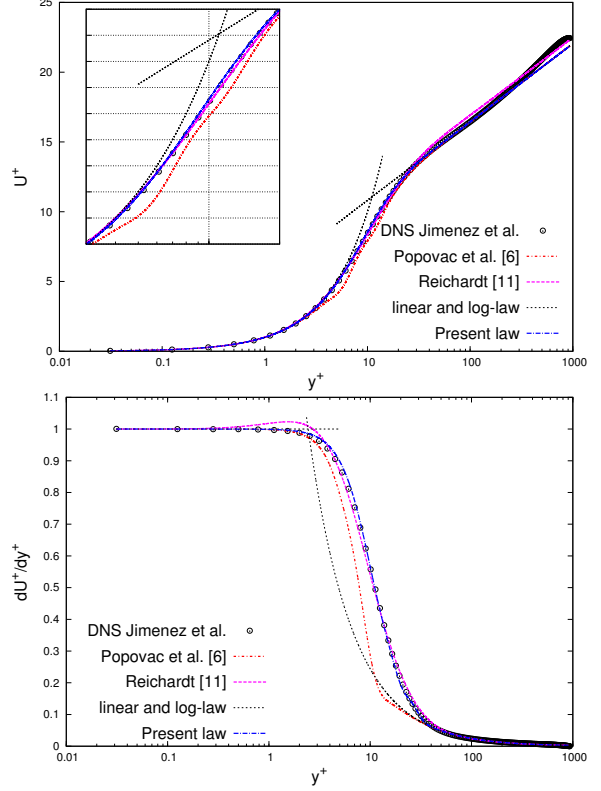 25
20
15
10
5
0
U⁺
DNS Jimenez et al.
Popovac et al. [6]
Reichardt [11]
linear and log-law
Present law
0.01 0.1 1 10 100 1000
y⁺
1.1
1
0.9
0.8
0.7
0.6
0.5
0.4
0.3
0.2
0.1
0
dU⁺/dy⁺
DNS Jimenez et al.
Popovac et al. [6]
Reichardt [11]
linear and log-law
Present law
0.01 0.1 1 10 100 1000
y⁺